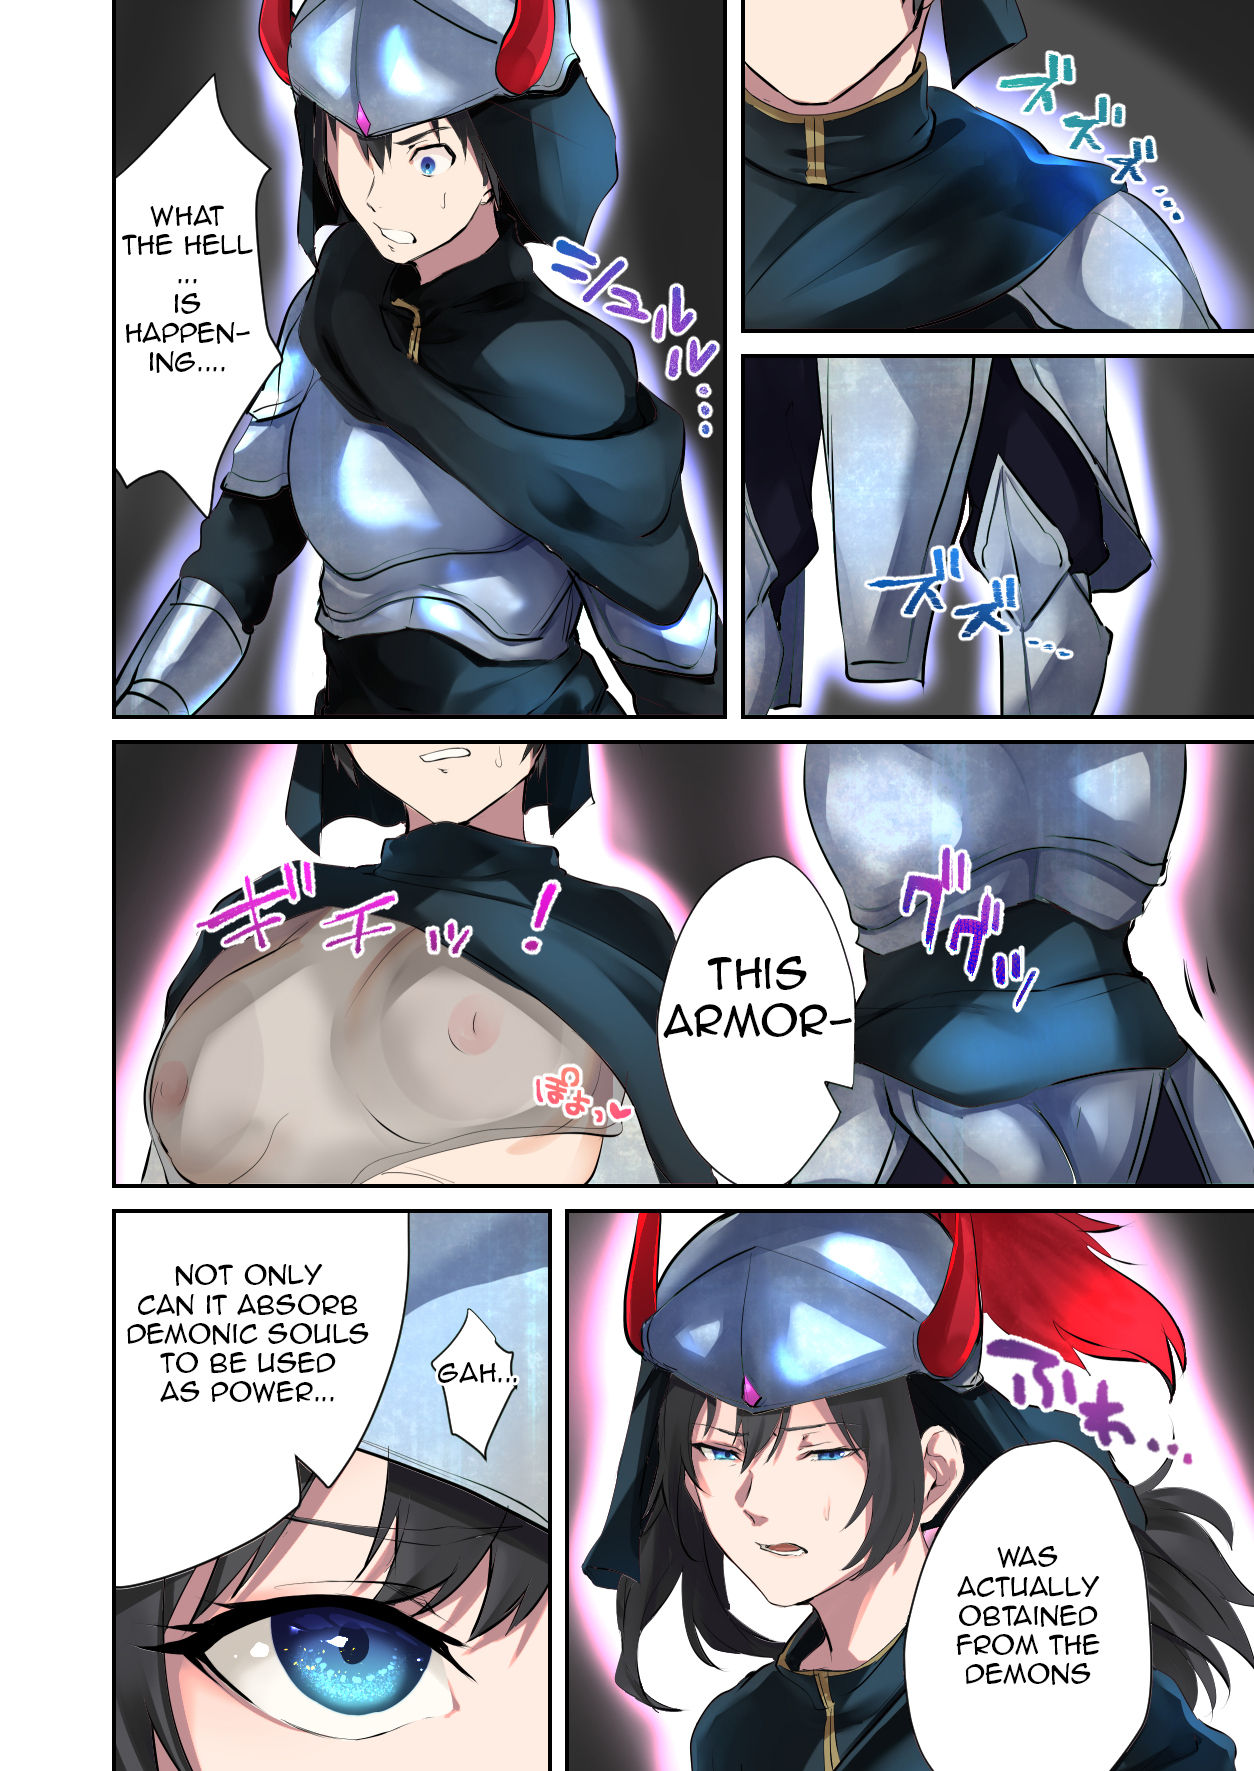 ズズズ…
ズズ…
シュルルル…
WHAT
THE HELL
...
IS
HAPPEN-
ING....
ググッ
THIS
ARMOR-
ギチッ!
ぽよっ♥
ふわ…
WAS
ACTUALLY
OBTAINED
FROM THE
DEMONS
NOT ONLY
CAN IT ABSORB
DEMONIC SOULS
TO BE USED
AS POWER...
GAH...